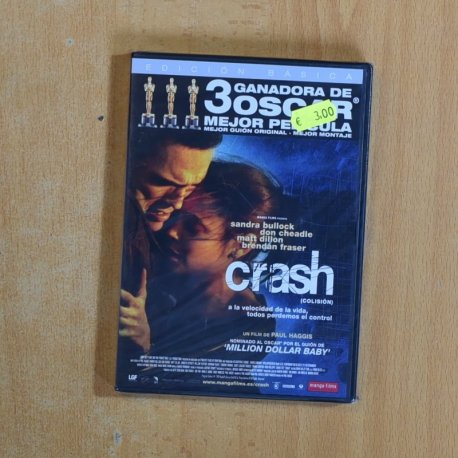 EDICIÓN BÁSICA
3 GANADORA DE
OSCAR®
MEJOR PELÍCULA
MEJOR GUIÓN ORIGINAL - MEJOR MONTAJE
€ 3,00
sandra bullock
don cheadle
matt dillon
brendan fraser
crash
(COLISIÓN)
a la velocidad de la vida,
todos perdemos el control
UN FILM DE PAUL HAGGIS
NOMINADO AL OSCAR® POR EL GUIÓN DE
'MILLION DOLLAR BABY'
www.mangafilms.es/crash
manga films